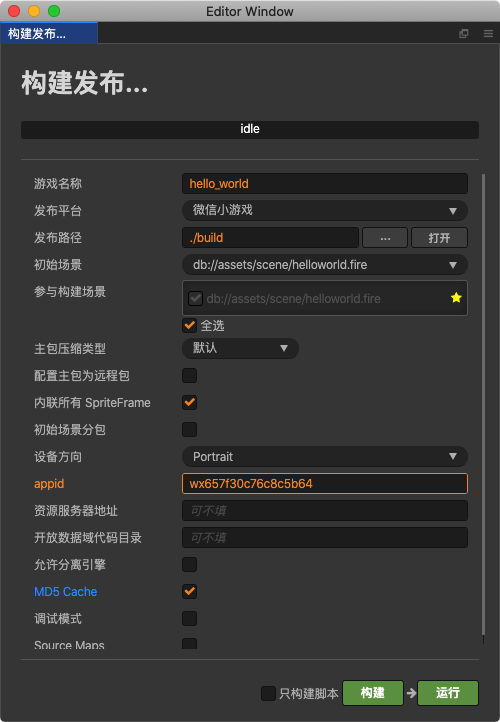 Editor Window
构建发布...
构建发布...
idle
游戏名称 hello_world
发布平台 微信小游戏
发布路径 ./build ... 打开
初始场景 db://assets/scene/helloworld.fire
参与构建场景 db://assets/scene/helloworld.fire
全选
主包压缩类型 默认
配置主包为远程包
内联所有 SpriteFrame
初始场景分包
设备方向 Portrait
appid wx657f30c76c8c5b64
资源服务器地址 可不填
开放数据域代码目录 可不填
允许分离引擎
MD5 Cache
调试模式
Source Maps
只构建脚本 构建 运行